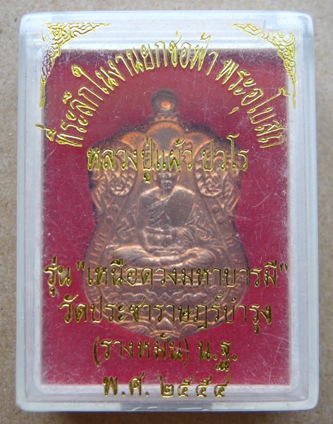 ที่ระลึกในงานยกช่อฟ้า พระอุโบสถ
หลวงปู่แผ้ว ปวโร
รุ่น "เหนือดวงมหาบารมี"
วัดประชาราษฎร์บำรุง
(รางหมัน) น.ฐ.
พ.ศ. ๒๕๕๔